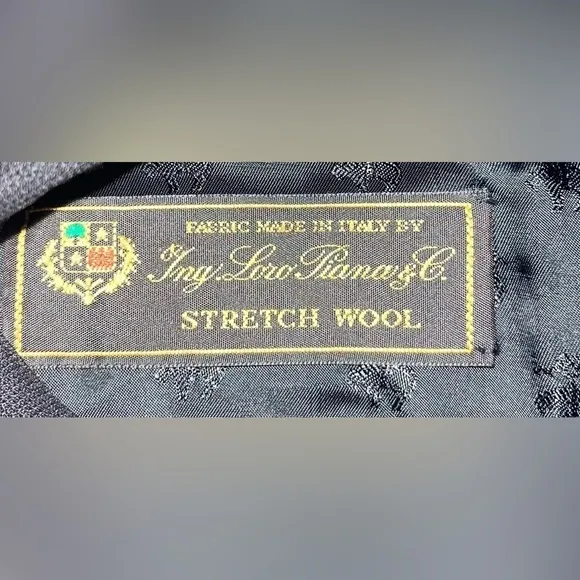 FABRIC MADE IN ITALY BY
Ing. Loro Piana & C.
STRETCH WOOL